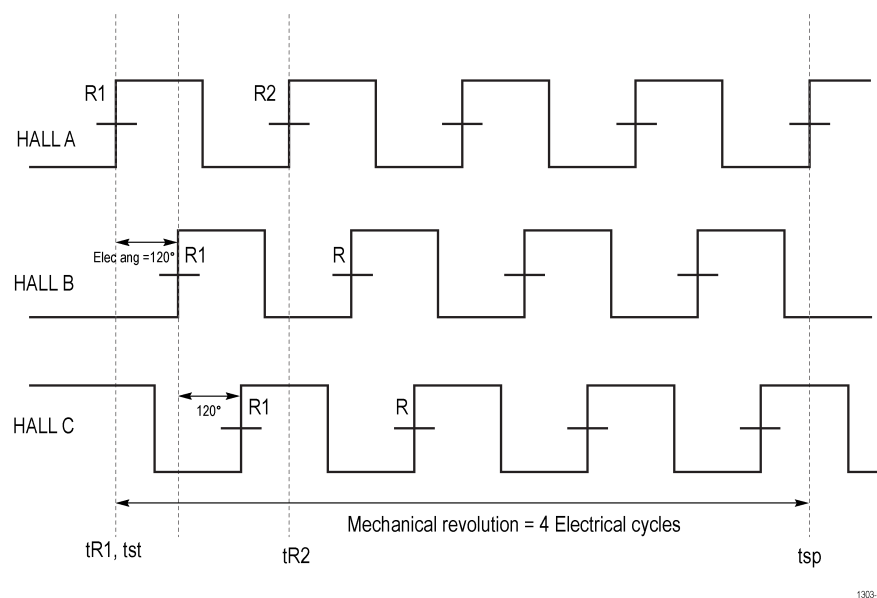 R1
R2
HALL A
Elec ang =120°
R1
R
HALL B
120°
R1
R
HALL C
Mechanical revolution = 4 Electrical cycles
tR1, tst
tR2
tsp
1303-